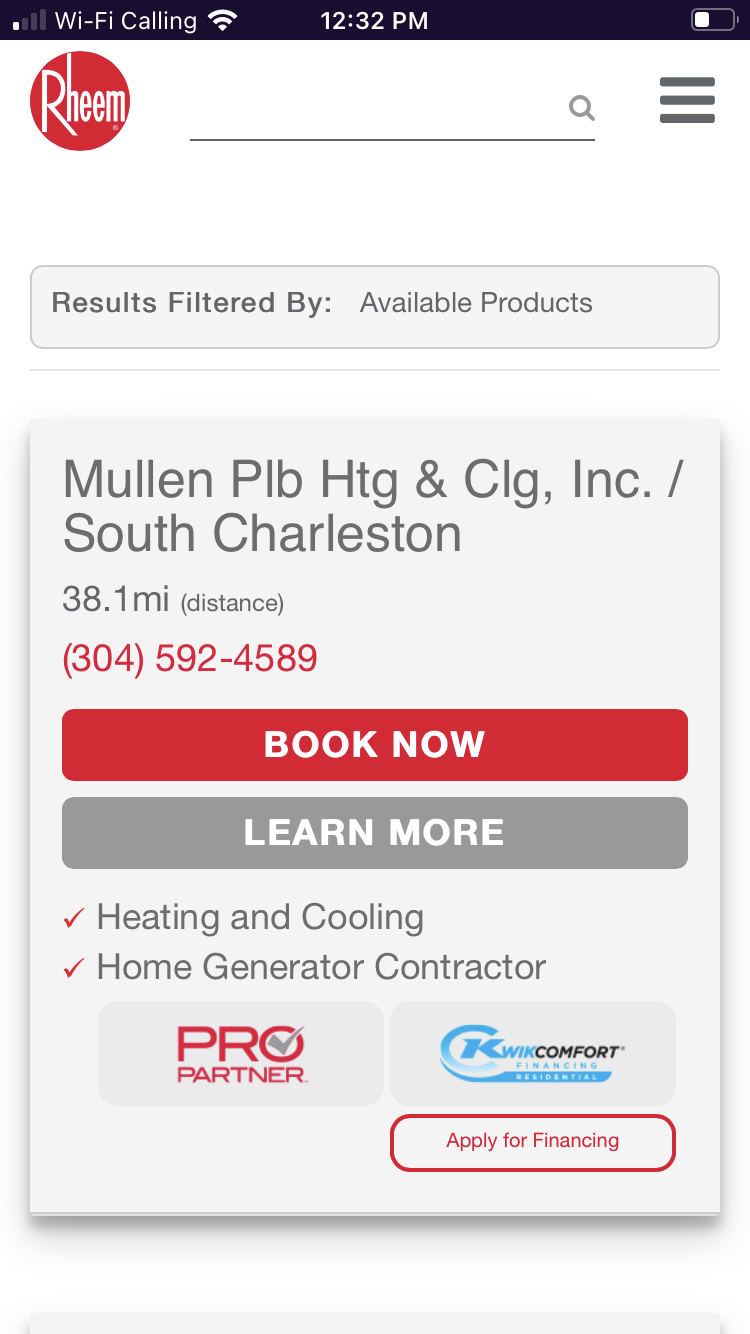 Wi-Fi Calling 12:32 PM
Rheem
Results Filtered By: Available Products
Mullen Plb Htg & Clg, Inc. /
South Charleston
38.1mi (distance)
(304) 592-4589
BOOK NOW
LEARN MORE
✓ Heating and Cooling
✓ Home Generator Contractor
PRO
PARTNER
KWIKCOMFORT
FINANCING
RESIDENTIAL
Apply for Financing